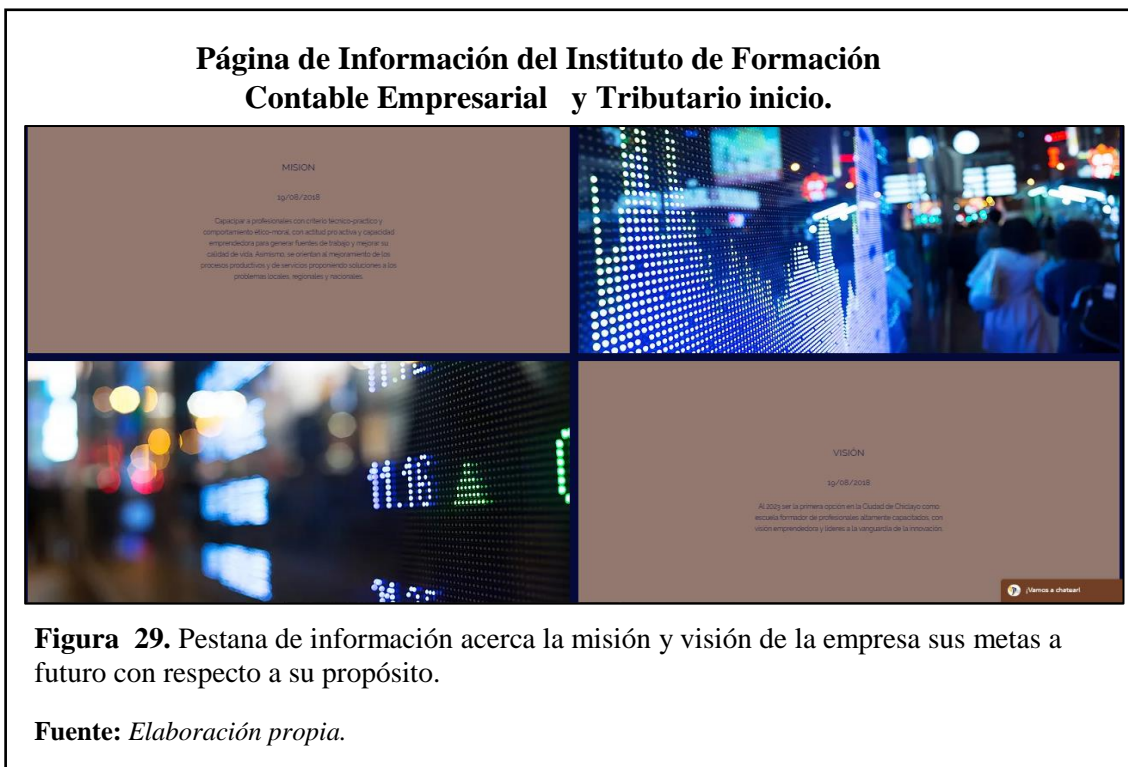 Página de Información del Instituto de Formación
Contable Empresarial y Tributario inicio.
MISION
19/08/2018
Capacipar a profesionales con criterio técnico-practico y
comportamiento ético-moral, con actitud pro activa y capacidad
emprendedora para generar fuentes de trabajo y mejorar su
calidad de vida. Asimismo, se orientan al mejoramiento de los
procesos productivos y de servicios proponiendo soluciones a los
problemas locales, regionales y nacionales.
11.16
VISIÓN
19/08/2018
Al 2023 ser la primera opción en la Ciudad de Chiclayo como
escuela formador de profesionales altamente capacitados, con
visión emprendedora y líderes a la vanguardia de la innovación.
¡Vamos a chatear!
Figura 29. Pestana de información acerca la misión y visión de la empresa sus metas a
futuro con respecto a su propósito.
Fuente: Elaboración propia.